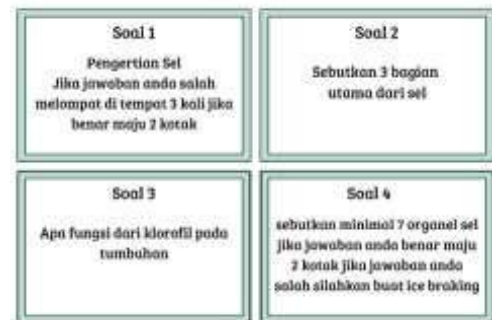 Soal 1
Pengertian Sel
Jika jawaban anda salah
melompat di tempat 3 kali jika
benar maju 2 kotak
Soal 2
Sebutkan 3 bagian
utama dari sel
Soal 3
Apa fungsi dari klorofil pada
tumbuhan
Soal 4
sebutkan minimal 7 organel sel
jika jawaban anda benar maju
2 kotak jika jawaban anda
salah silahkan buat ice braking